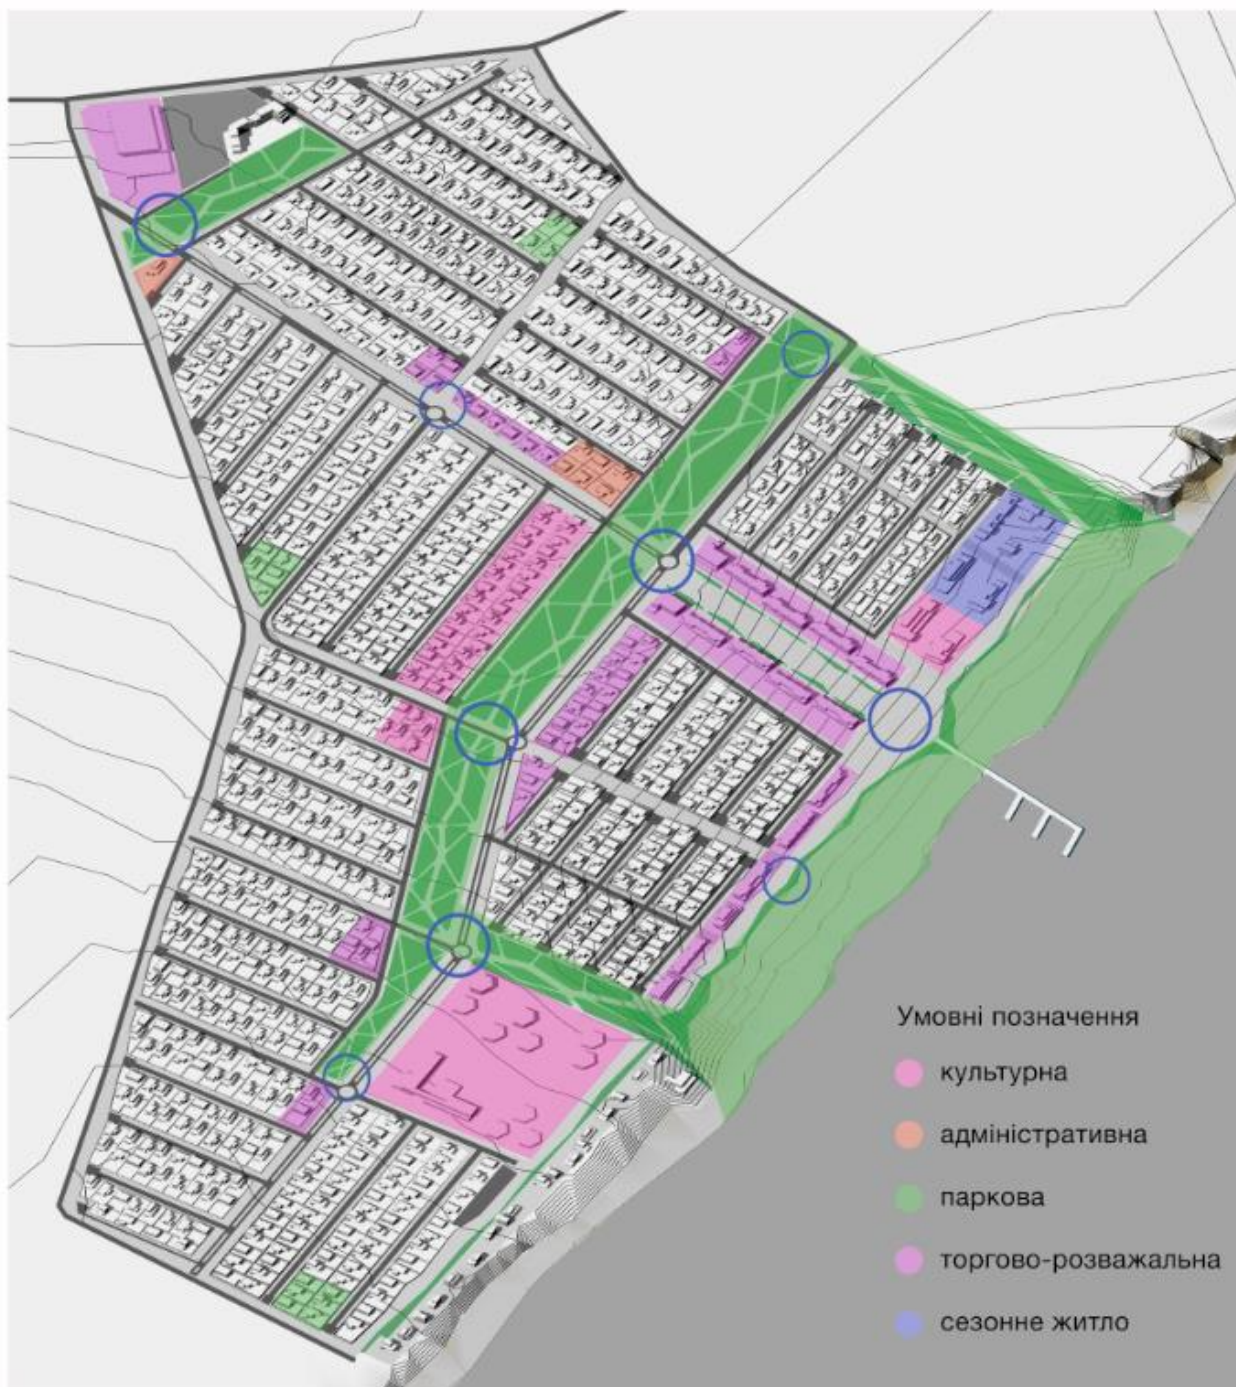 Умовні позначення
культурна
адміністративна
паркова
торгово-розважальна
сезонне житло